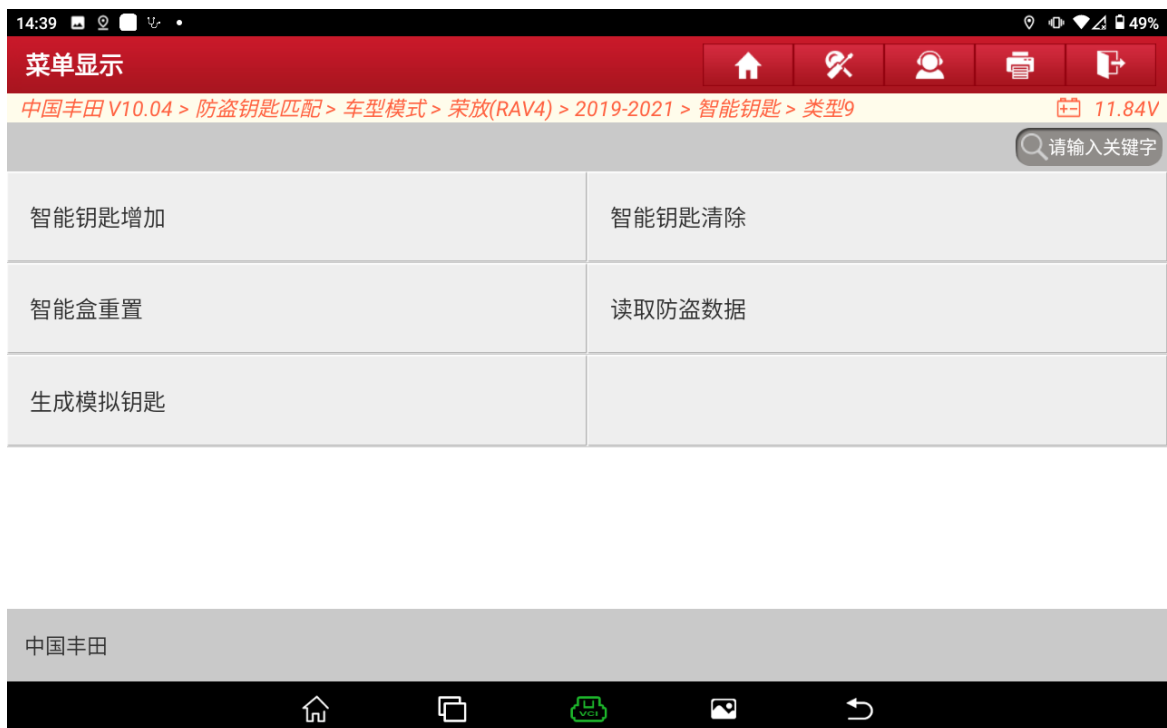 14:39 49%
菜单显示
中国丰田 V10.04 > 防盗钥匙匹配 > 车型模式 > 荣放(RAV4) > 2019-2021 > 智能钥匙 > 类型9 11.84V
请输入关键字
智能钥匙增加 智能钥匙清除
智能盒重置 读取防盗数据
生成模拟钥匙
中国丰田
VCI